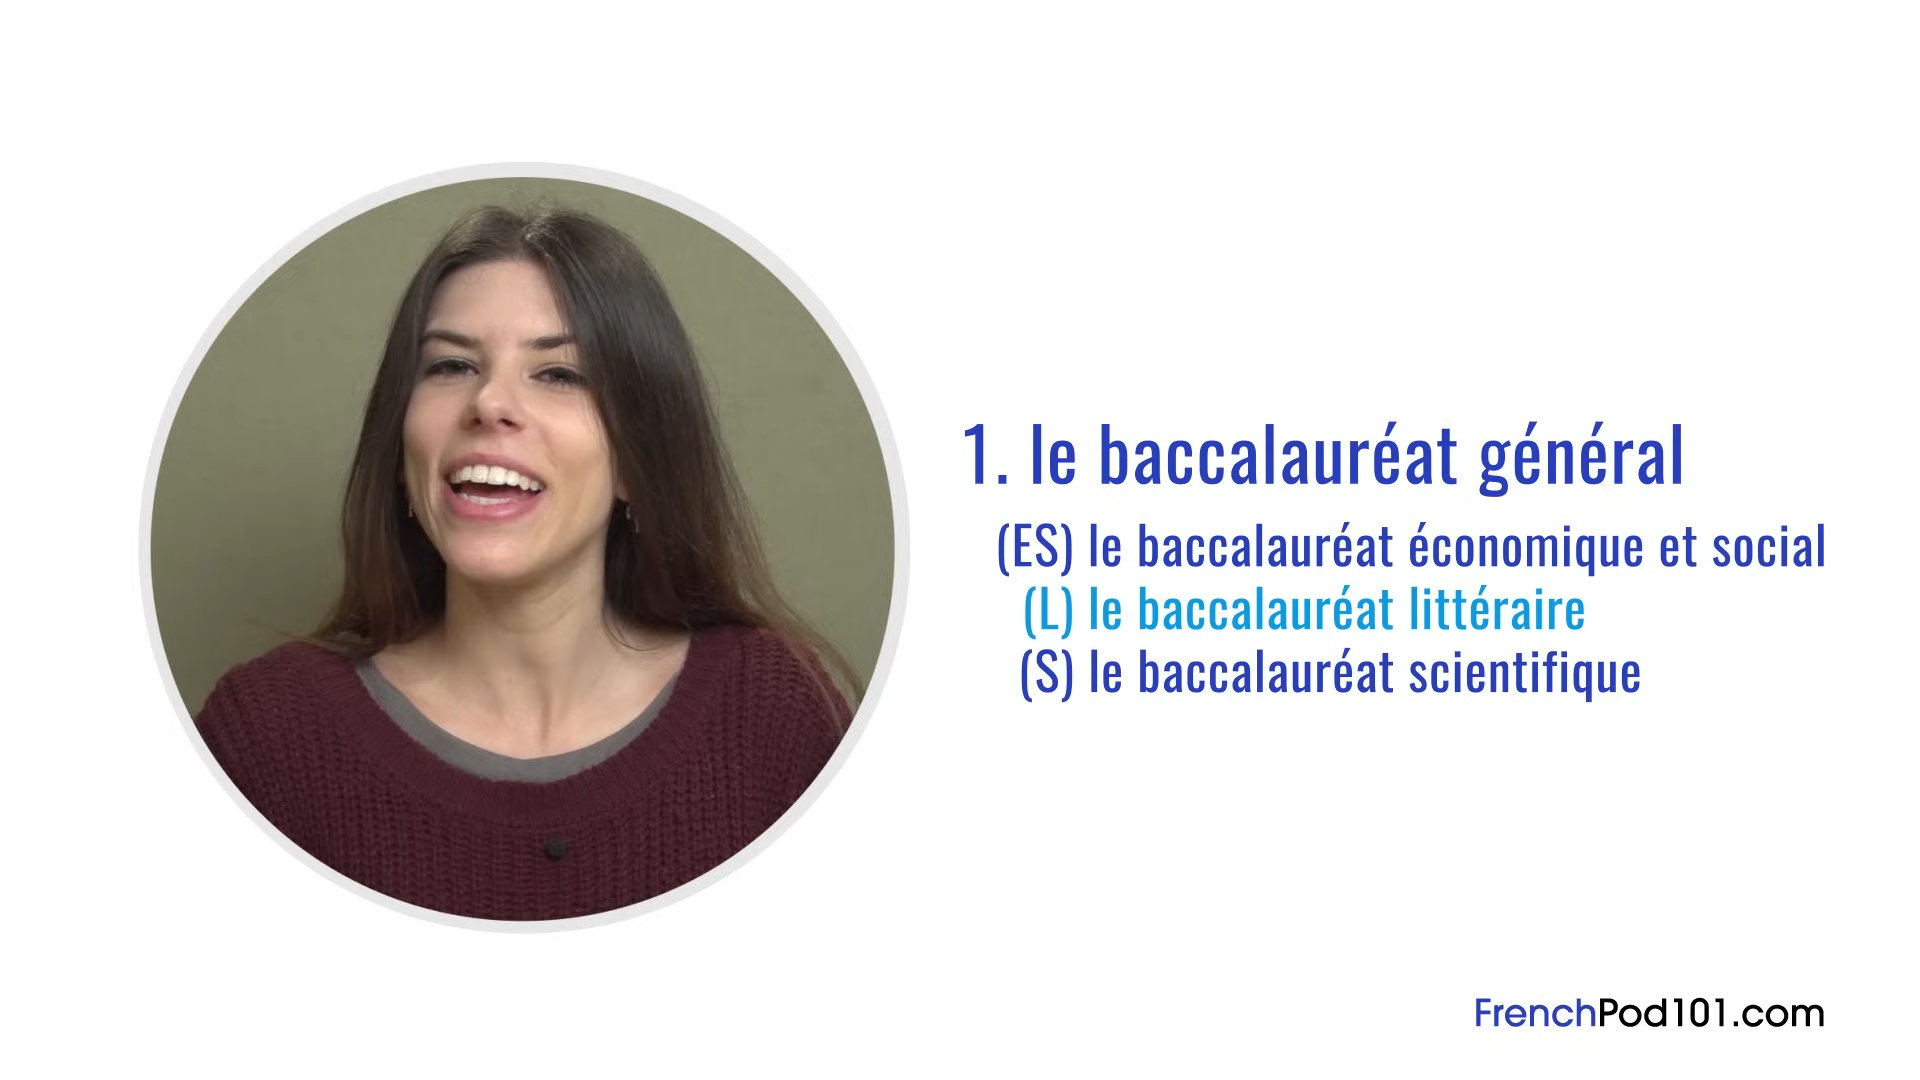 1. le baccalauréat général
(ES) le baccalauréat économique et social
(L) le baccalauréat littéraire
(S) le baccalauréat scientifique
FrenchPod101.com